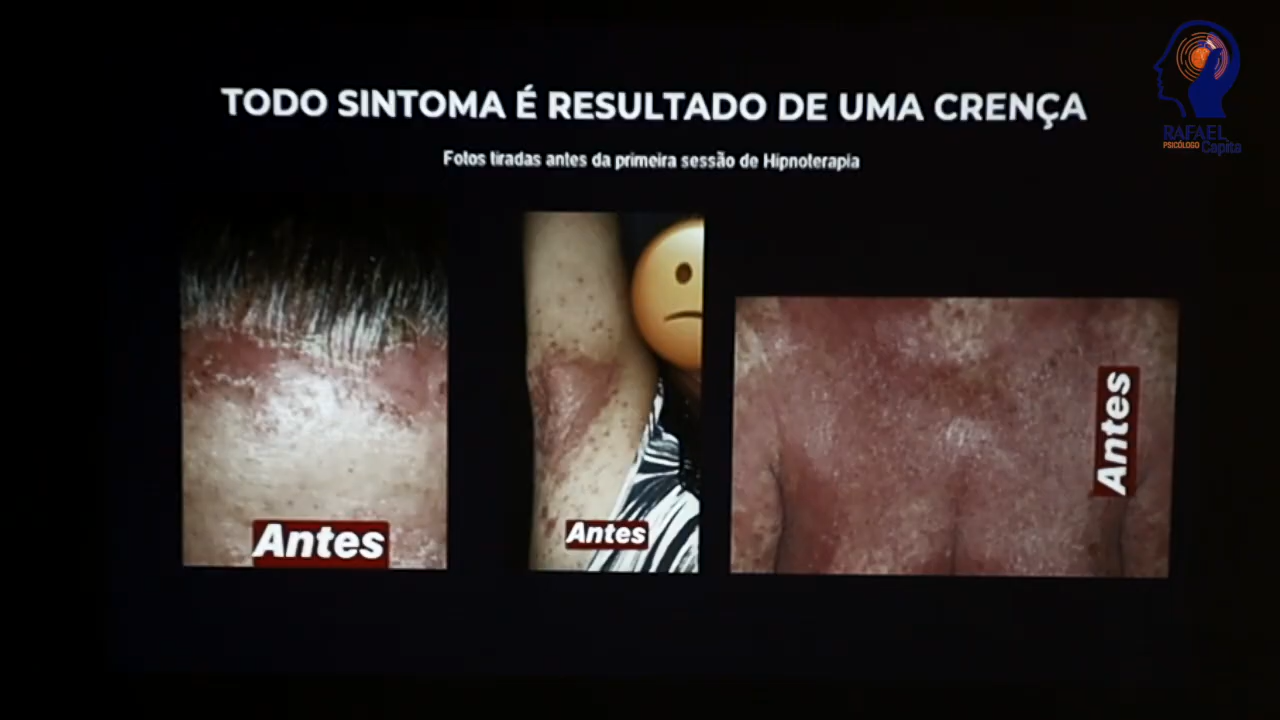 TODO SINTOMA É RESULTADO DE UMA CRENÇA
Fotos tiradas antes da primeira sessão de Hipnoterapia
RAFAEL
PSICÓLOGO Capita
Antes
Antes
Antes